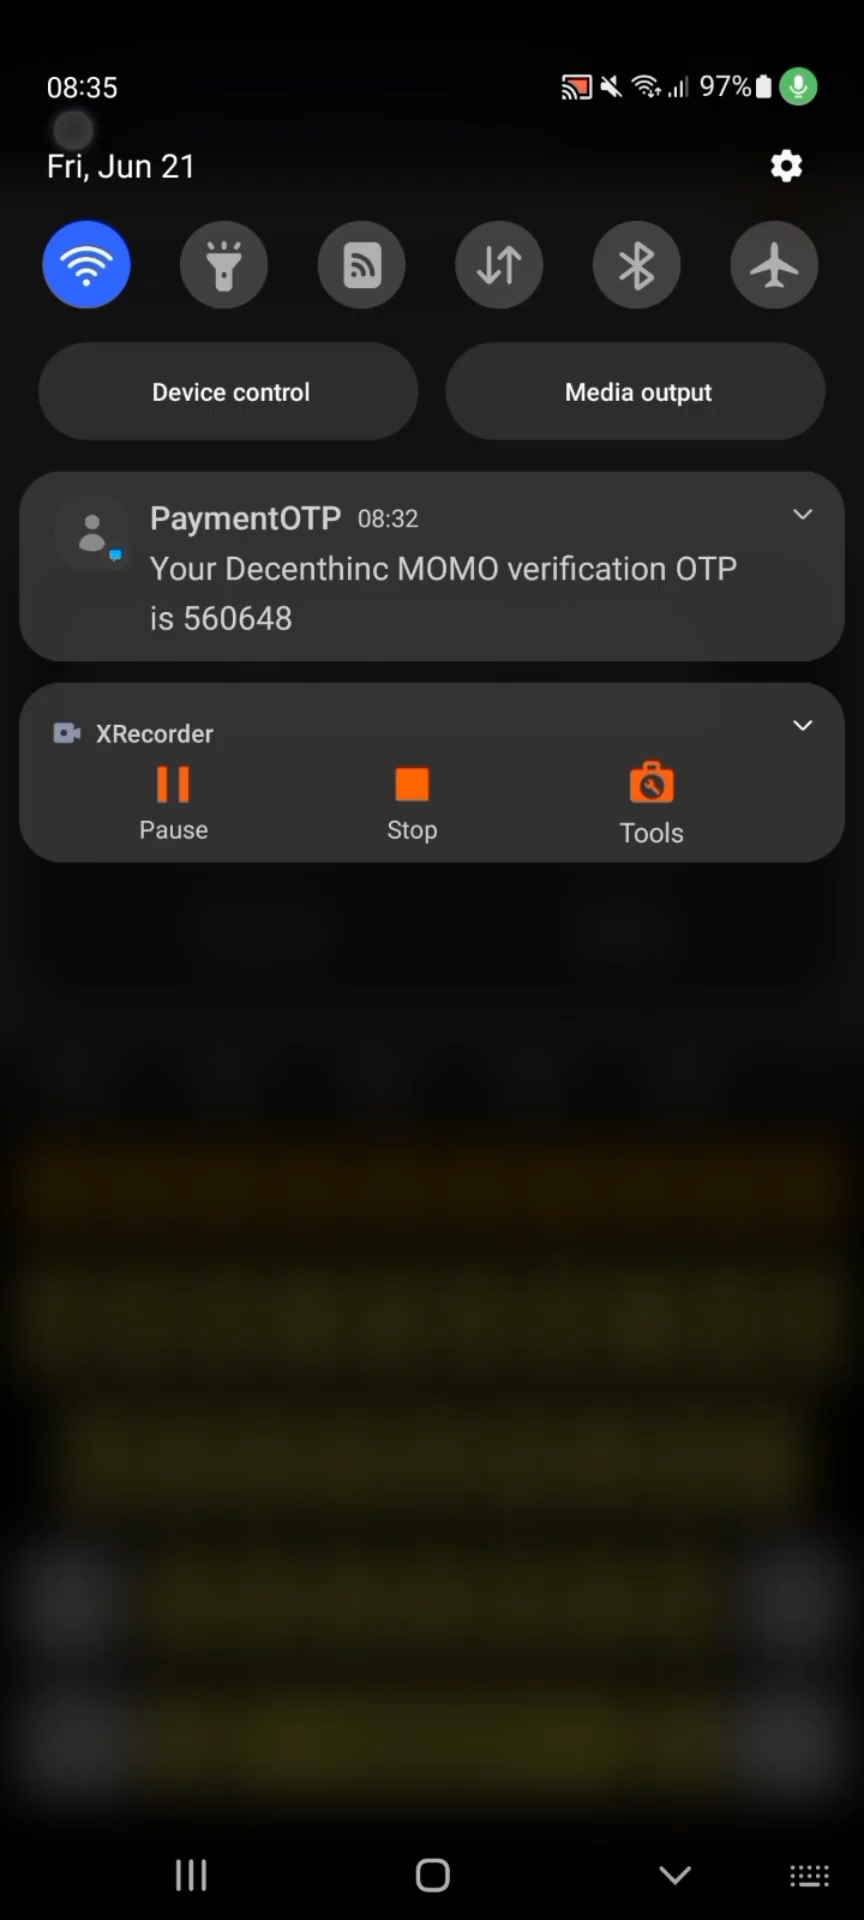 08:35
97%
Fri, Jun 21
Device control
Media output
PaymentOTP 08:32
Your Decenthinc MOMO verification OTP
is 560648
XRecorder
Pause
Stop
Tools